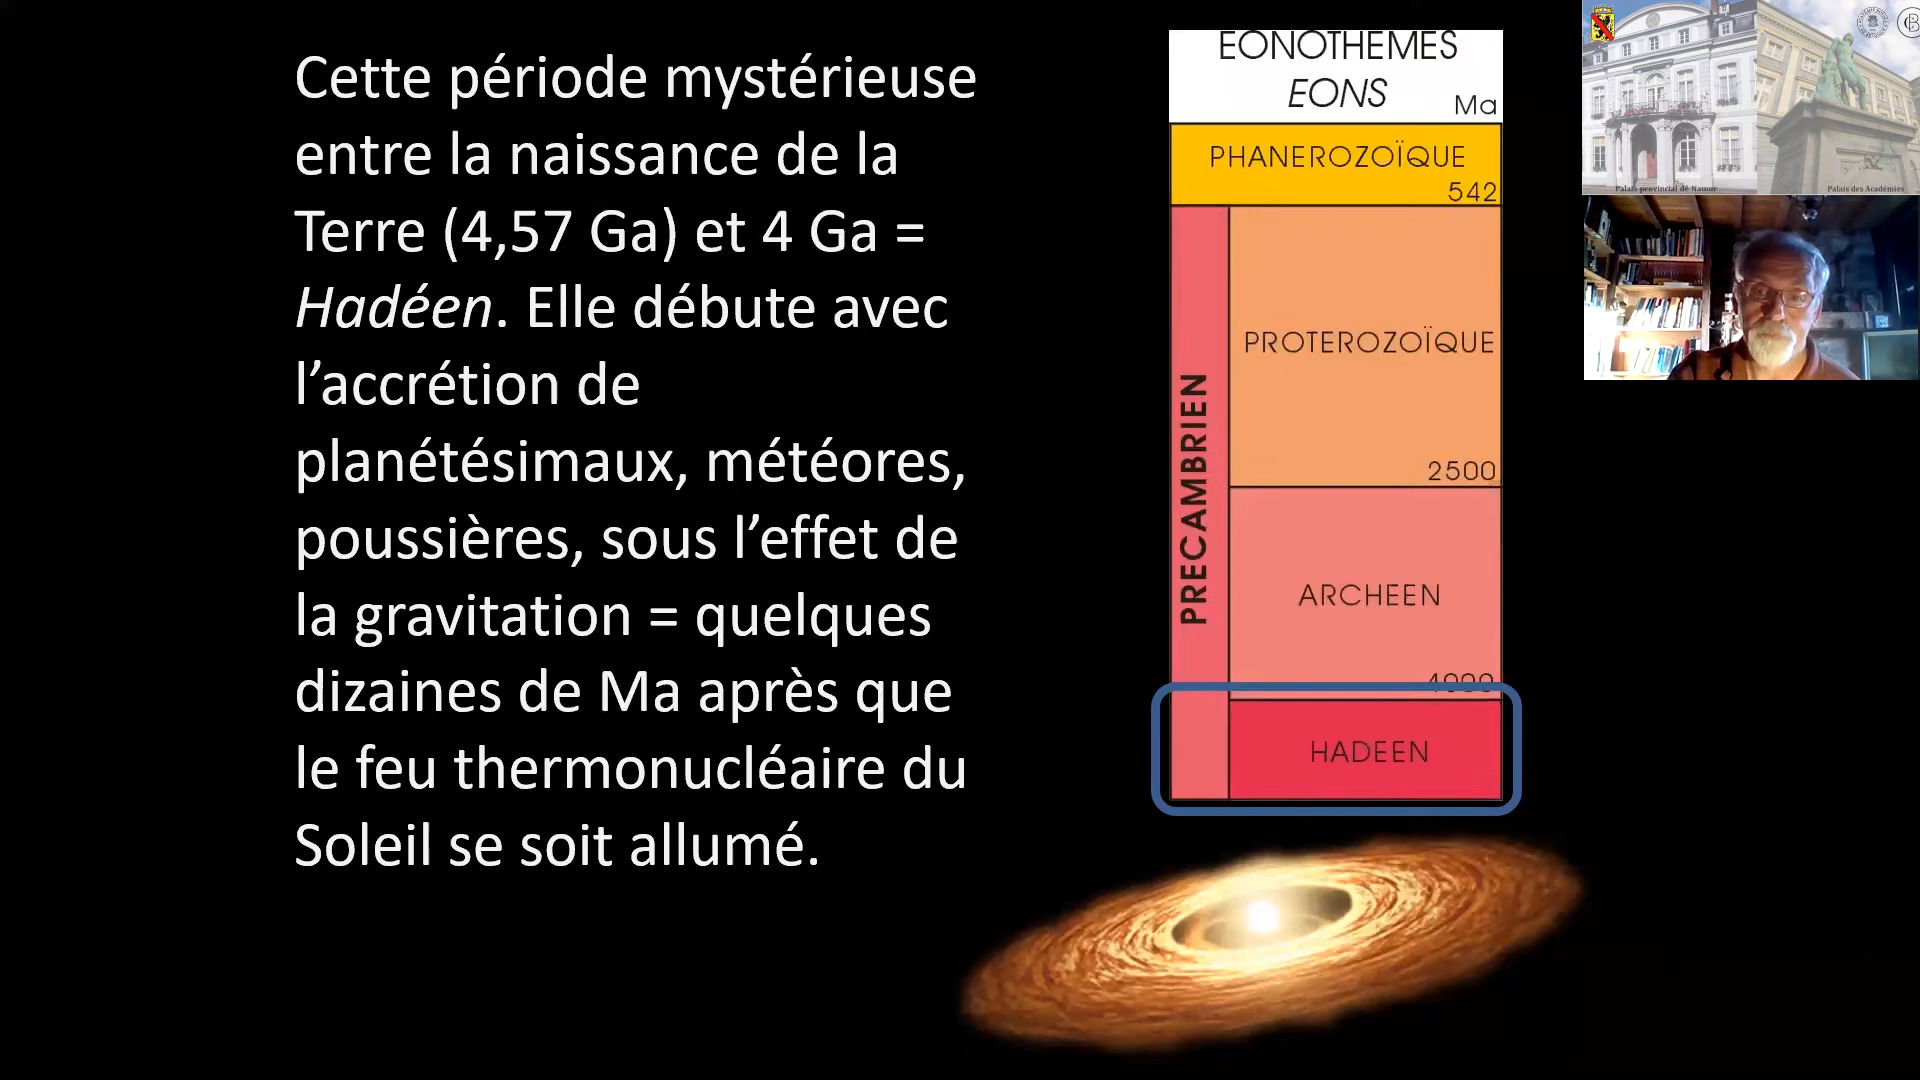 Cette période mystérieuse
entre la naissance de la
Terre (4,57 Ga) et 4 Ga =
Hadéen. Elle débute avec
l’accrétion de
planétésimaux, météores,
poussières, sous l’effet de
la gravitation = quelques
dizaines de Ma après que
le feu thermonucléaire du
Soleil se soit allumé.
EONOTHEMES
EONS
Ma
PHANEROZOÏQUE
542
PRECAMBRIEN
PROTEROZOÏQUE
2500
ARCHEEN
4000
HADEEN
Palais provincial de Namur
Palais des Académies